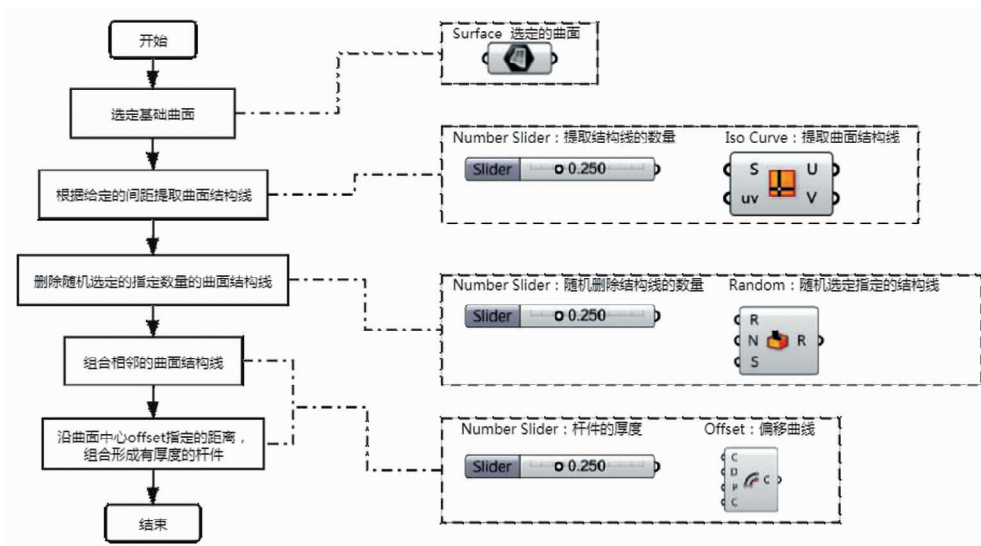 开始
选定基础曲面
根据给定的间距提取曲面结构线
删除随机选定的指定数量的曲面结构线
组合相邻的曲面结构线
沿曲面中心offset指定的距离，
组合形成有厚度的杆件
结束
Surface 选定的曲面
Number Slider：提取结构线的数量
Iso Curve：提取曲面结构线
Slider 0.250
S U
uv V
Number Slider：随机删除结构线的数量
Random：随机选定指定的结构线
Slider 0.250
R
N R
S
Number Slider：杆件的厚度
Offset：偏移曲线
Slider 0.250
C
D
P C
C